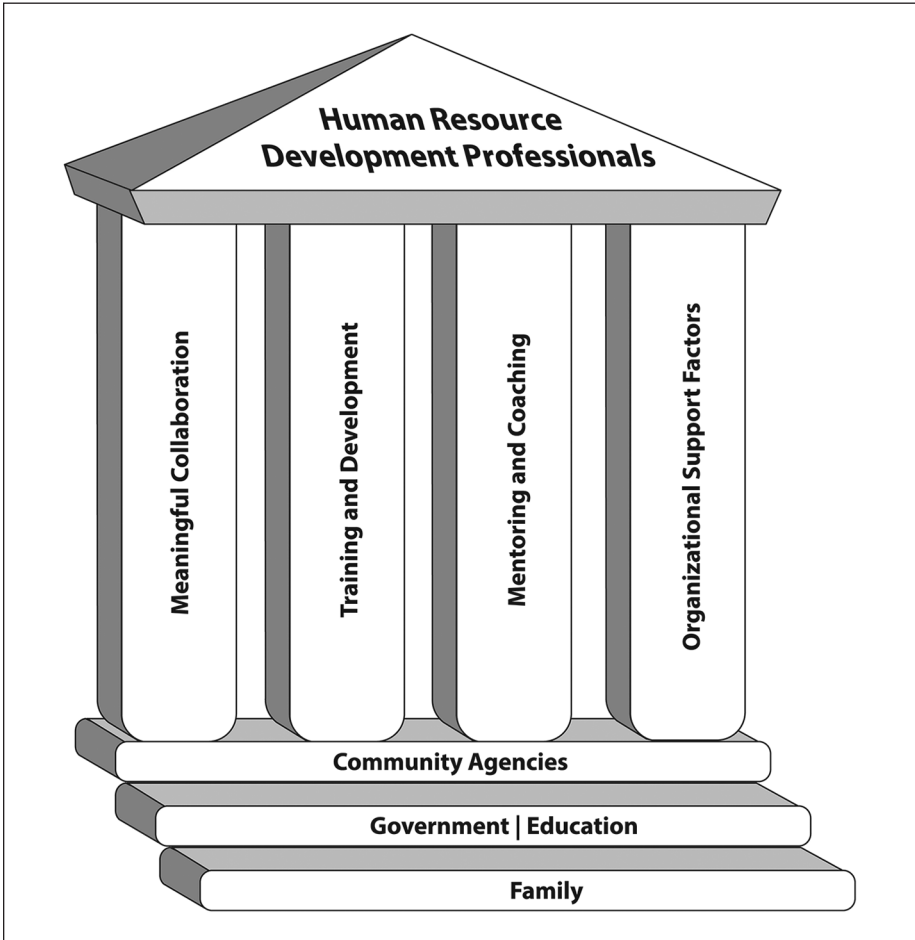 Human Resource
Development Professionals
Meaningful Collaboration
Training and Development
Mentoring and Coaching
Organizational Support Factors
Community Agencies
Government | Education
Family